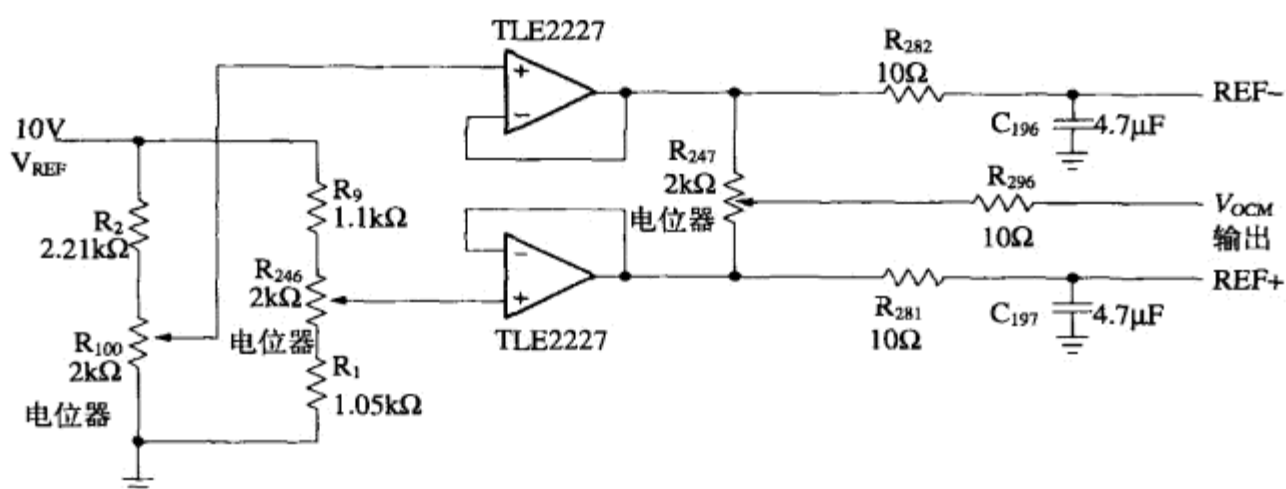 TLE2227
R282
10Ω
REF-
C196
4.7μF
10V
VREF
R247
2kΩ
电位器
R9
1.1kΩ
R296
10Ω
VOCM
输出
R2
2.21kΩ
R246
2kΩ
电位器
R100
2kΩ
电位器
R1
1.05kΩ
TLE2227
R281
10Ω
REF+
C197
4.7μF
+
-
-
+